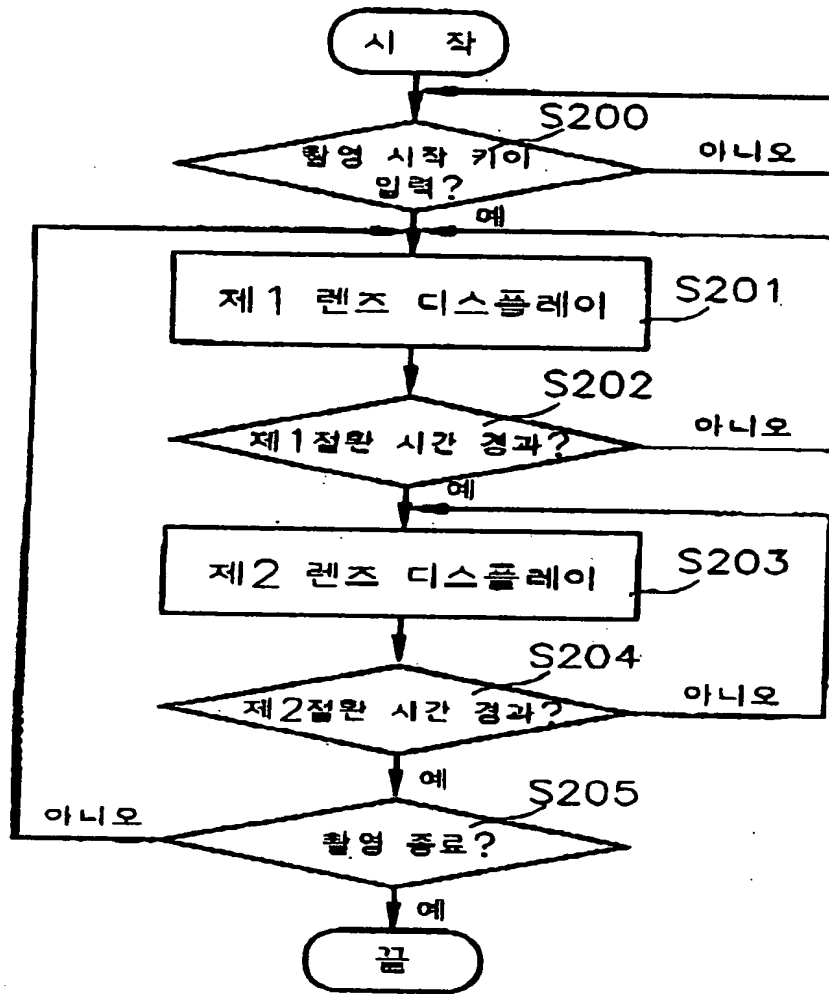 시 작
S200
촬영 시작 키이
입력?
아니오
예
제1 렌즈 디스플레이
S201
S202
제1절환 시간 경과?
아니오
예
제2 렌즈 디스플레이
S203
S204
제2절환 시간 경과?
아니오
예
S205
아니오
촬영 종료?
예
끝